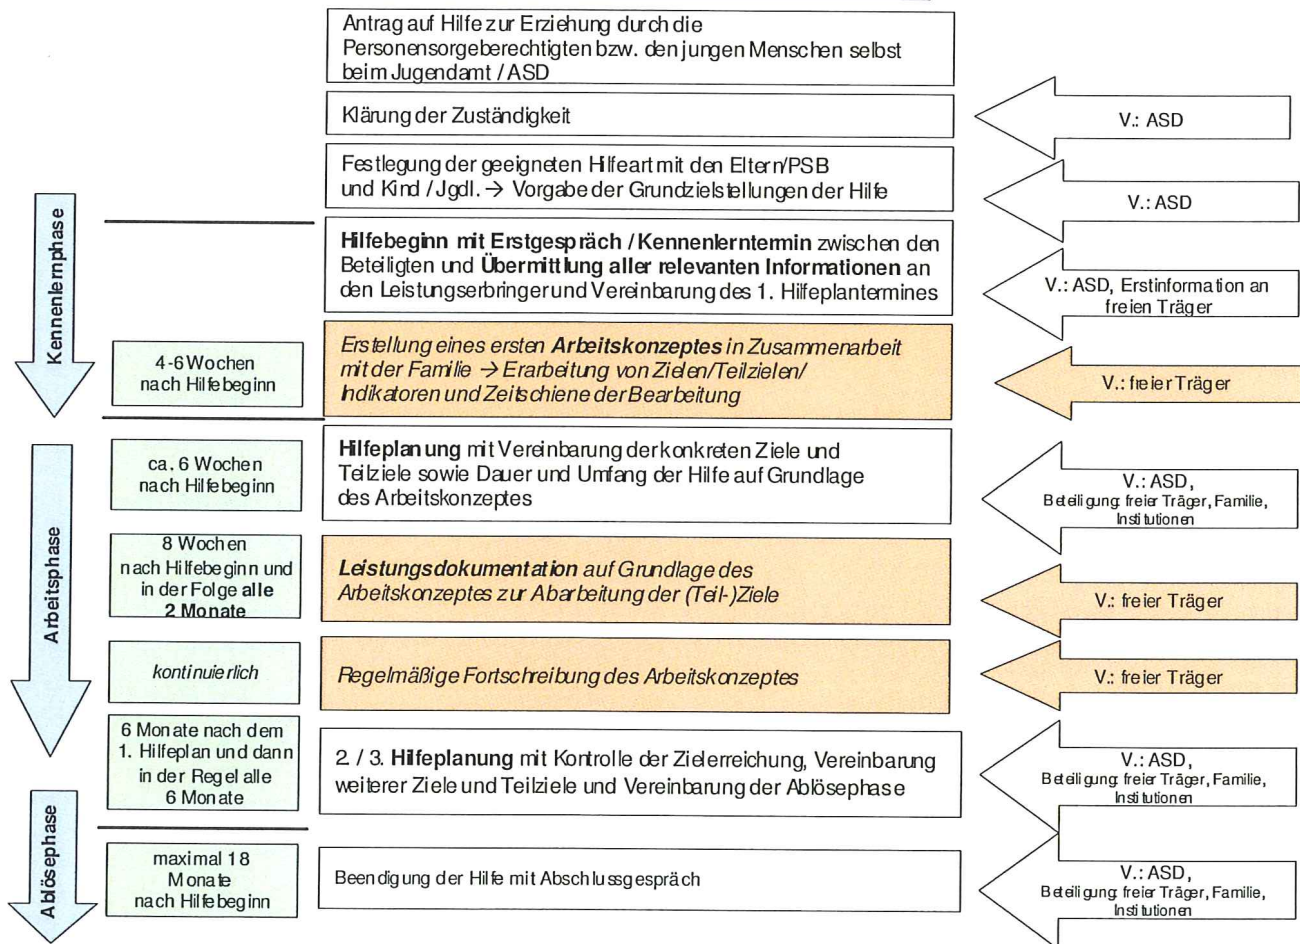 Antrag auf Hilfe zur Erziehung durch die
Personensorgeberechtigten bzw. den jungen Menschen selbst
beim Jugendamt / ASD
Klärung der Zuständigkeit
V.: ASD
Festlegung der geeigneten Hilfeart mit den Eltern/PSB
und Kind / Jgdl. → Vorgabe der Grundzielstellungen der Hilfe
V.: ASD
Kennenlernphase
Hilfebeginn mit Erstgespräch / Kennenlerntermin zwischen den
Beteiligten und Übermittlung aller relevanten Informationen an
den Leistungserbringer und Vereinbarung des 1. Hilfeplantermines
V.: ASD, Erstinformation an
freien Träger
4-6 Wochen
nach Hilfebeginn
Erstellung eines ersten Arbeitskonzeptes in Zusammenarbeit
mit der Familie → Erarbeitung von Zielen/Teilzielen/
Indikatoren und Zeitschiene der Bearbeitung
V.: freier Träger
Arbeitsphase
ca. 6 Wochen
nach Hilfebeginn
Hilfeplanung mit Vereinbarung der konkreten Ziele und
Teilziele sowie Dauer und Umfang der Hilfe auf Grundlage
des Arbeitskonzeptes
V.: ASD,
Beteiligung: freier Träger, Familie,
Institutionen
8 Wochen
nach Hilfebeginn und
in der Folge alle
2 Monate
Leistungsdokumentation auf Grundlage des
Arbeitskonzeptes zur Abarbeitung der (Teil-)Ziele
V.: freier Träger
kontinuierlich
Regelmäßige Fortschreibung des Arbeitskonzeptes
V.: freier Träger
6 Monate nach dem
1. Hilfeplan und dann
in der Regel alle
6 Monate
2. / 3. Hilfeplanung mit Kontrolle der Zielerreichung, Vereinbarung
weiterer Ziele und Teilziele und Vereinbarung der Ablösephase
V.: ASD,
Beteiligung: freier Träger, Familie,
Institutionen
Ablösephase
maximal 18
Monate
nach Hilfebeginn
Beendigung der Hilfe mit Abschlussgespräch
V.: ASD,
Beteiligung: freier Träger, Familie,
Institutionen